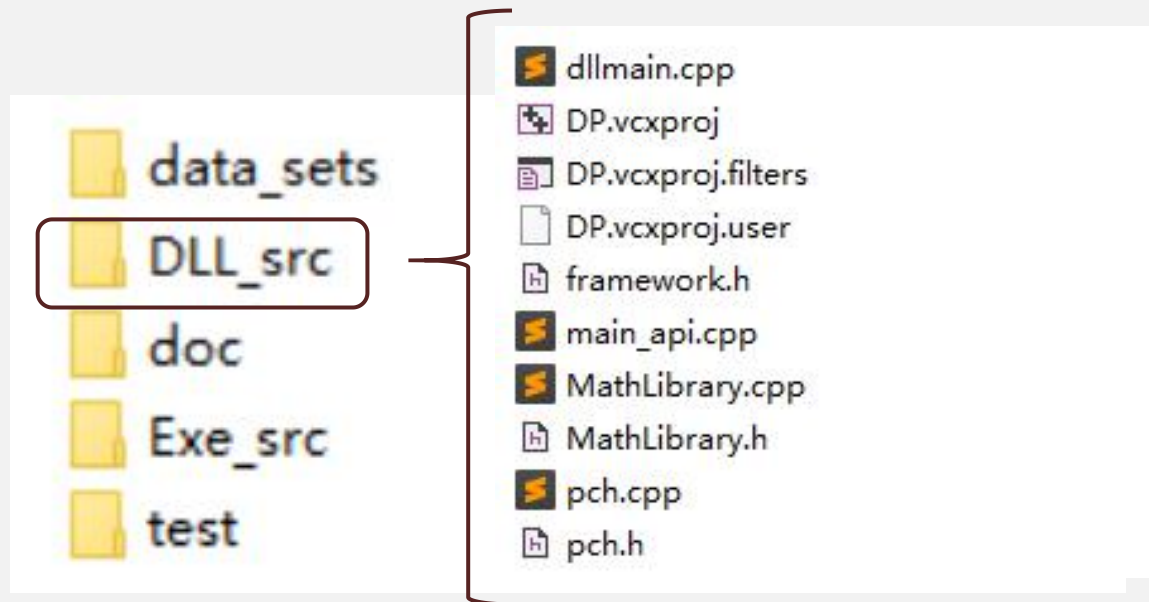 data_sets
DLL_src
doc
Exe_src
test
dllmain.cpp
DP.vcxproj
DP.vcxproj.filters
DP.vcxproj.user
framework.h
main_api.cpp
MathLibrary.cpp
MathLibrary.h
pch.cpp
pch.h